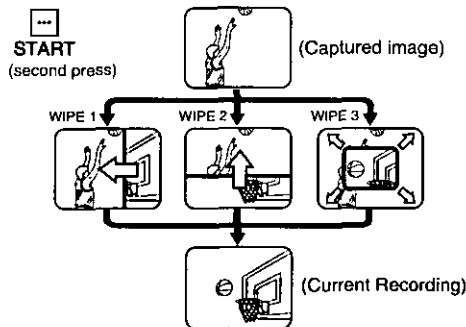 START
(second press)
(Captured image)
WIPE 1
WIPE 2
WIPE 3
(Current Recording)